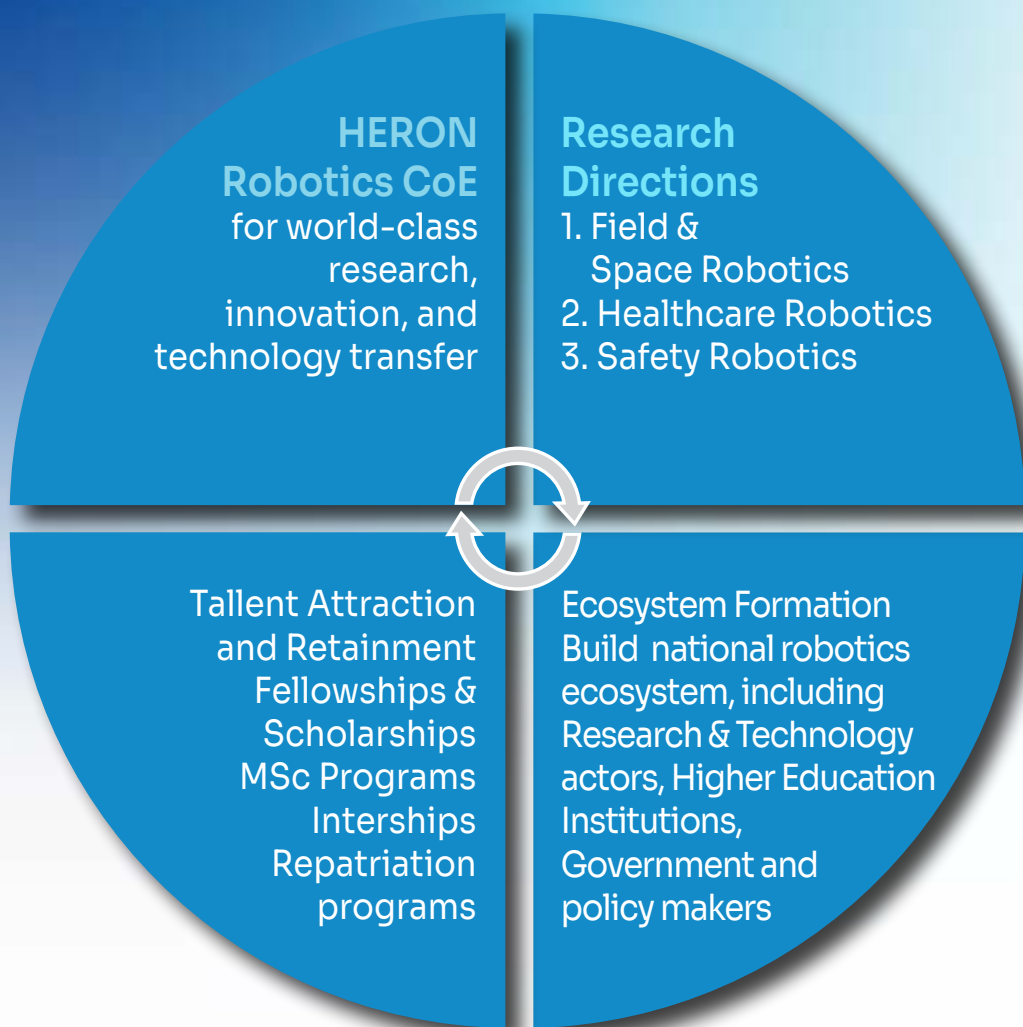 HERON
Robotics CoE
for world-class
research,
innovation, and
technology transfer
Research
Directions
1. Field &
Space Robotics
2. Healthcare Robotics
3. Safety Robotics
Tallent Attraction
and Retainment
Fellowships &
Scholarships
MSc Programs
Interships
Repatriation
programs
Ecosystem Formation
Build national robotics
ecosystem, including
Research & Technology
actors, Higher Education
Institutions,
Government and
policy makers